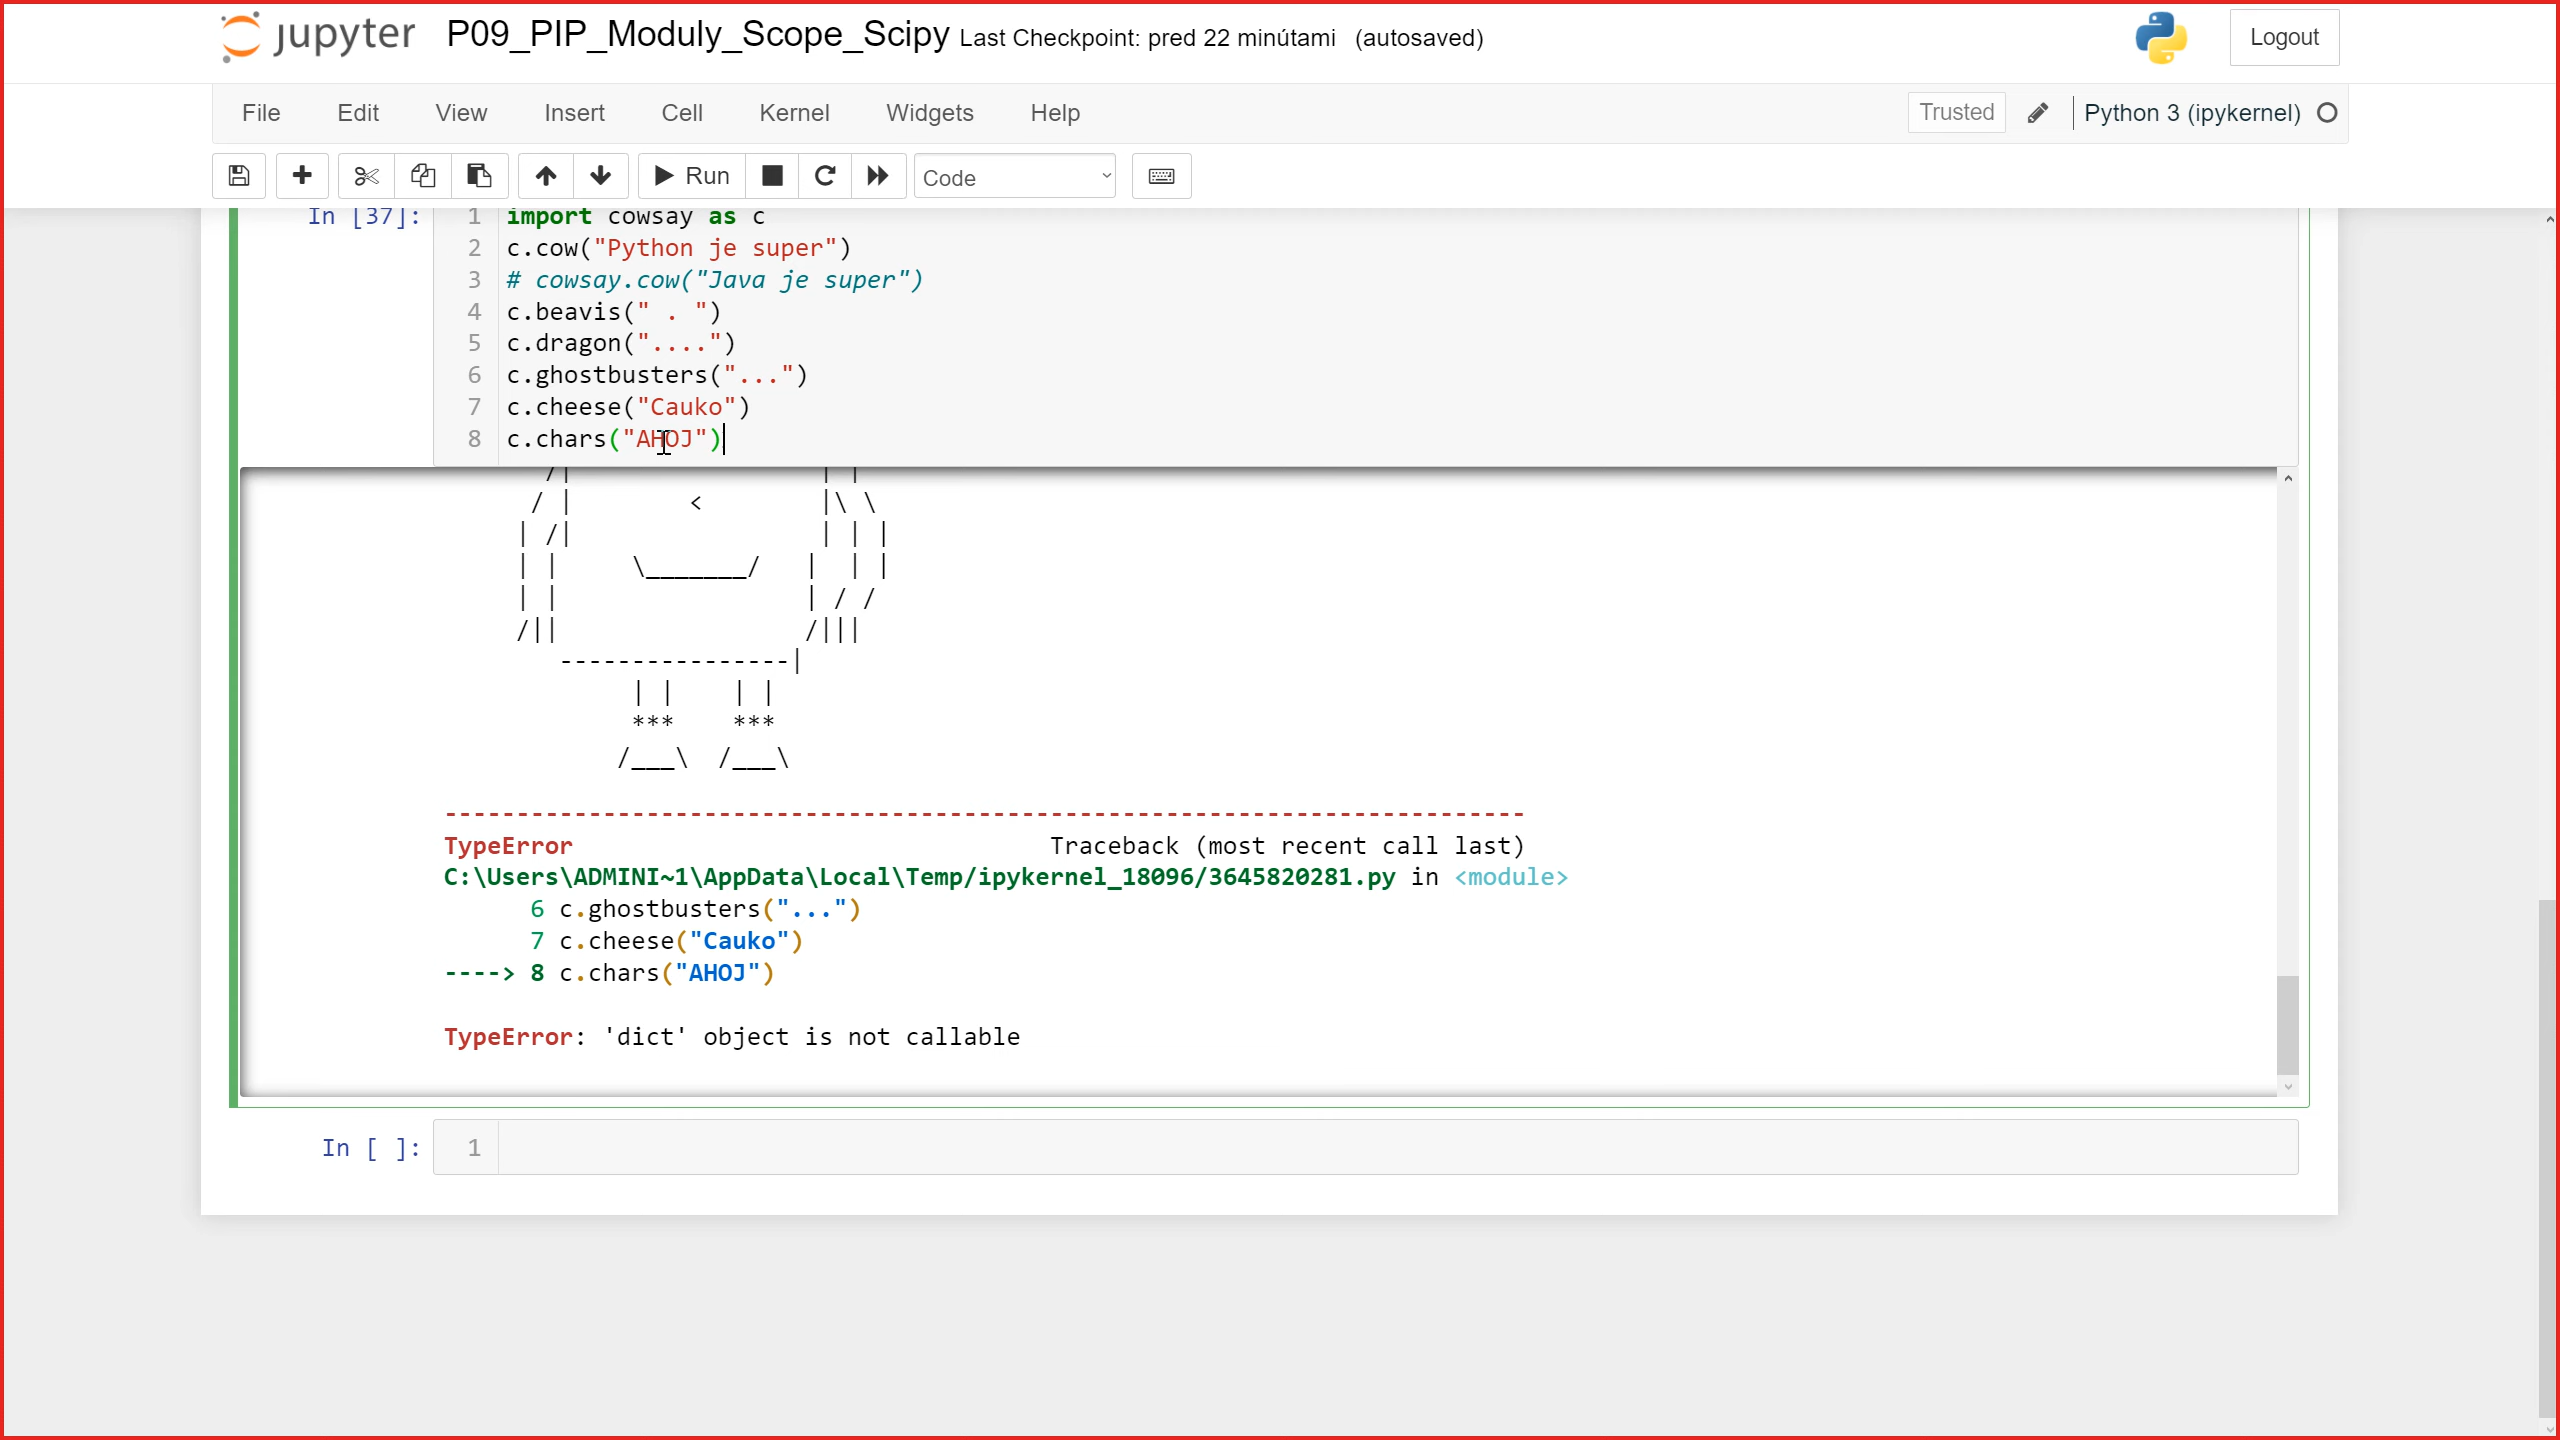 jupyter P09_PIP_Moduly_Scope_Scipy Last Checkpoint: pred 22 minútami (autosaved) Logout
File Edit View Insert Cell Kernel Widgets Help Trusted Python 3 (ipykernel)
Run Code
In [37]: 1 import cowsay as c
2 c.cow("Python je super")
3 # cowsay.cow("Java je super")
4 c.beavis(" . ")
5 c.dragon("....")
6 c.ghostbusters("...")
7 c.cheese("Cauko")
8 c.chars("AHOJ")
/| | |
/ | < |\ \
| /| | | |
| | \_______/ | | |
| | | / /
/|| /|||
----------------|
| | | |
*** ***
/___\ /___\
---------------------------------------------------------------------------
TypeError Traceback (most recent call last)
C:\Users\ADMINI~1\AppData\Local\Temp/ipykernel_18096/3645820281.py in <module>
6 c.ghostbusters("...")
7 c.cheese("Cauko")
----> 8 c.chars("AHOJ")
TypeError: 'dict' object is not callable
In [ ]: 1